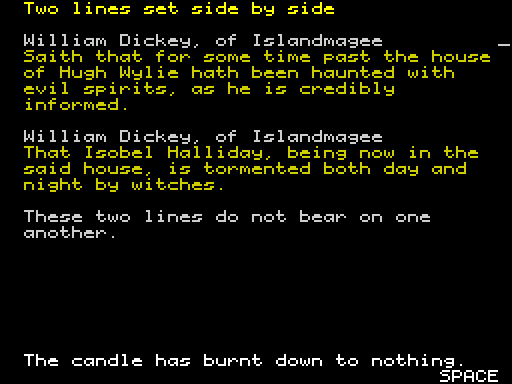 Two lines set side by side
William Dickey, of Islandmagee
Saith that for some time past the house
of Hugh Wylie hath been haunted with
evil spirits, as he is credibly
informed.
William Dickey, of Islandmagee
That Isobel Halliday, being now in the
said house, is tormented both day and
night by witches.
These two lines do not bear on one
another.
The candle has burnt down to nothing.
SPACE